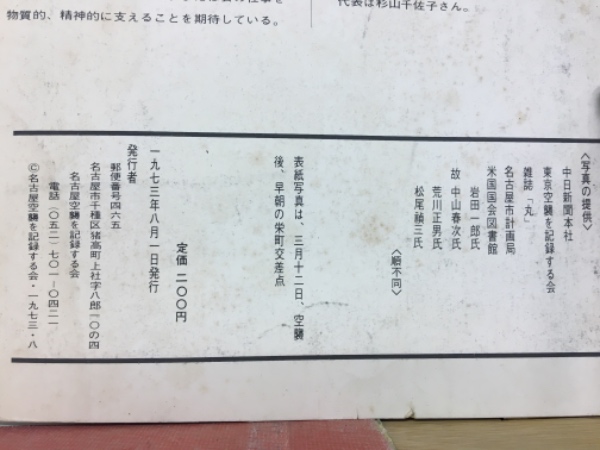 物質的、精神的に支えることを期待している。
代表は杉山千佐子さん。
〈写真の提供〉
中日新聞本社
東京空襲を記録する会
雑誌「丸」
名古屋市計画局
米国国会図書館
岩田一郎氏
故 中山春次氏
荒川正男氏
松尾禎三氏
〈順不同〉
表紙写真は、三月十二日、空襲
後、早朝の栄町交差点
定価 二〇〇円
一九七三年八月一日発行
発行者
郵便番号四六五
名古屋市千種区猪高町上社字八郎一〇の四
名古屋空襲を記録する会
電話(〇五二)七〇一―〇四二一
©名古屋空襲を記録する会・一九七三・八